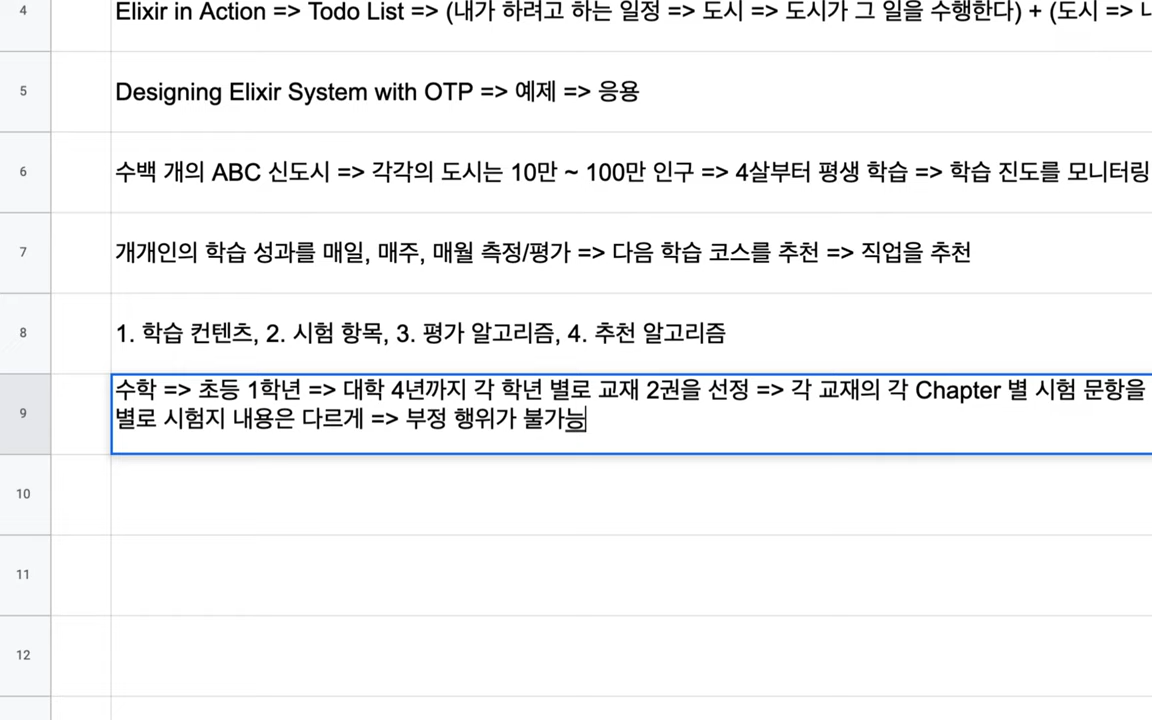 4
Elixir in Action => Todo List => (내가 하려고 하는 일정 => 도시 => 도시가 그 일을 수행한다) + (도시 =>
5
Designing Elixir System with OTP => 예제 => 응용
6
수백 개의 ABC 신도시 => 각각의 도시는 10만 ~ 100만 인구 => 4살부터 평생 학습 => 학습 진도를 모니터링
7
개개인의 학습 성과를 매일, 매주, 매월 측정/평가 => 다음 학습 코스를 추천 => 직업을 추천
8
1. 학습 컨텐츠, 2. 시험 항목, 3. 평가 알고리즘, 4. 추천 알고리즘
9
수학 => 초등 1학년 => 대학 4년까지 각 학년 별로 교재 2권을 선정 => 각 교재의 각 Chapter 별 시험 문항을
별로 시험지 내용은 다르게 => 부정 행위가 불가능
10
11
12